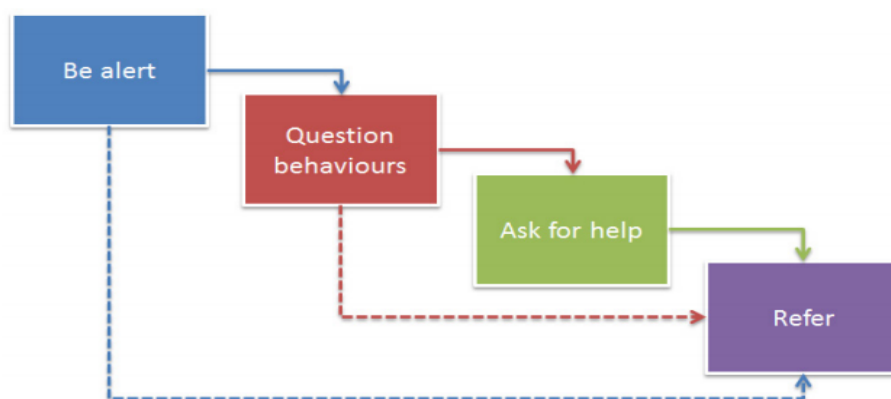 Be alert
Question
behaviours
Ask for help
Refer